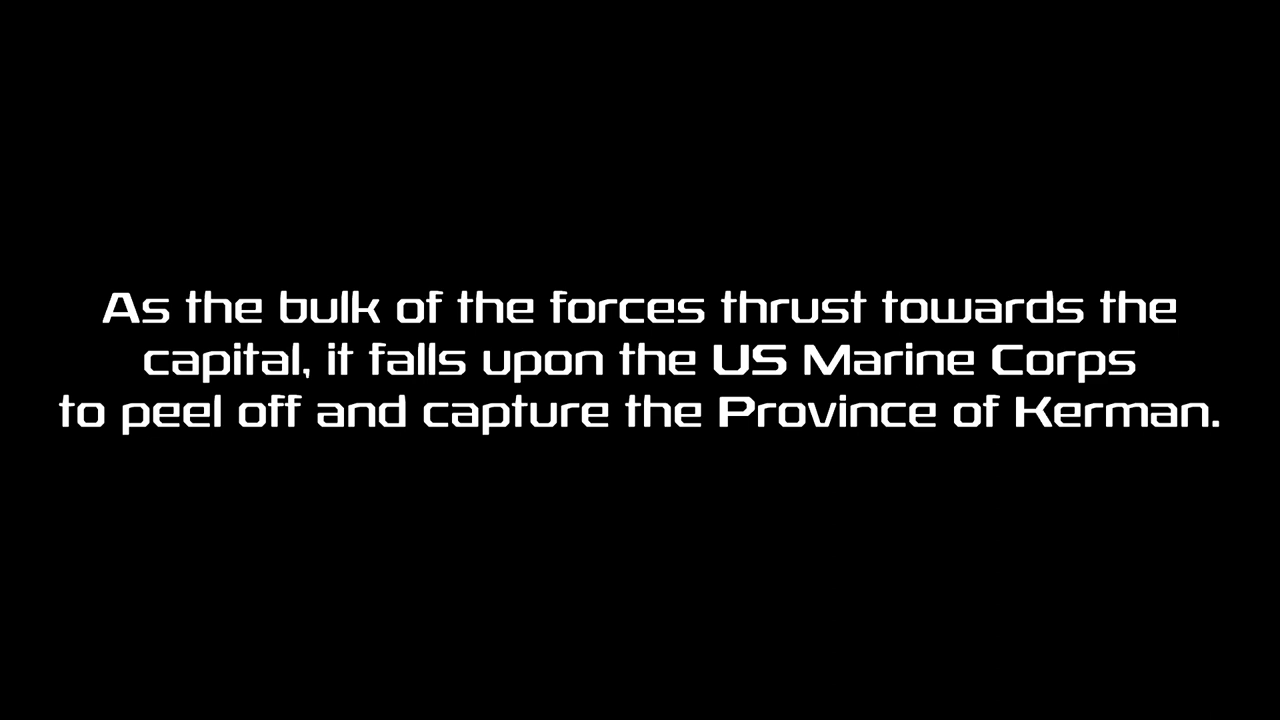 As the bulk of the forces thrust towards the
capital, it falls upon the US Marine Corps
to peel off and capture the Province of Kerman.